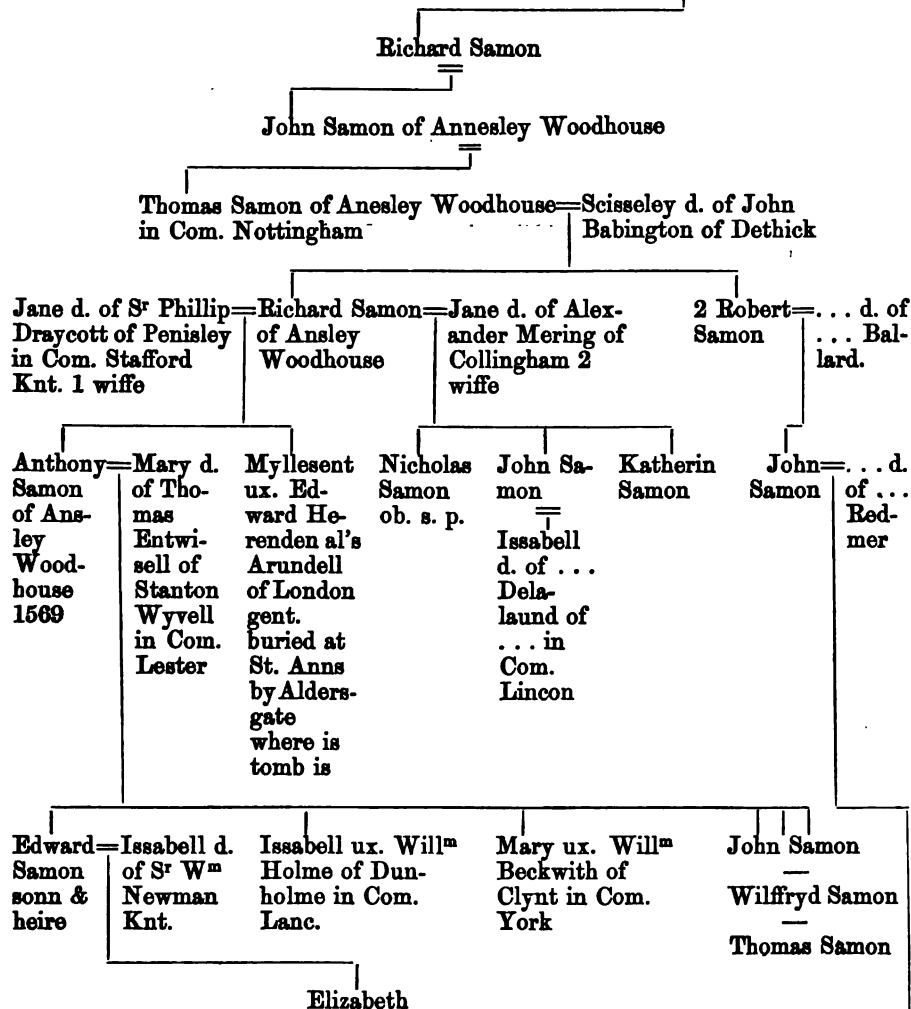 Richard Samon
John Samon of Annesley Woodhouse
Thomas Samon of Anesley Woodhouse=Scisseley d. of John
in Com. Nottingham
Babington of Dethick
Jane d. of Sʳ Phillip
Draycott of Penisley
in Com. Stafford
Knt. 1 wiffe
=Richard Samon=
of Ansley
Woodhouse
Jane d. of Alex-
ander Mering of
Collingham 2
wiffe
2 Robert=
Samon
. . . d. of
. . . Bal-
lard.
Anthony=
Samon
of Ans-
ley
Wood-
house
1569
Mary d.
of Tho-
mas
Entwi-
sell of
Stanton
Wyvell
in Com.
Lester
Myllesent
ux. Ed-
ward He-
renden al's
Arundell
of London
gent.
buried at
St. Anns
by Alders-
gate
where is
tomb is
Nicholas
Samon
ob. s. p.
John Sa-
mon
=
Issabell
d. of . . .
Dela-
laund of
. . . in
Com.
Lincon
Katherin
Samon
John=
Samon
. . . d.
of . . .
Red-
mer
Edward=
Samon
sonn &
heire
Issabell d.
of Sʳ Wᵐ
Newman
Knt.
Issabell ux. Willᵐ
Holme of Dun-
holme in Com.
Lanc.
Mary ux. Willᵐ
Beckwith of
Clynt in Com.
York
John Samon
—
Wilffryd Samon
—
Thomas Samon
Elizabeth